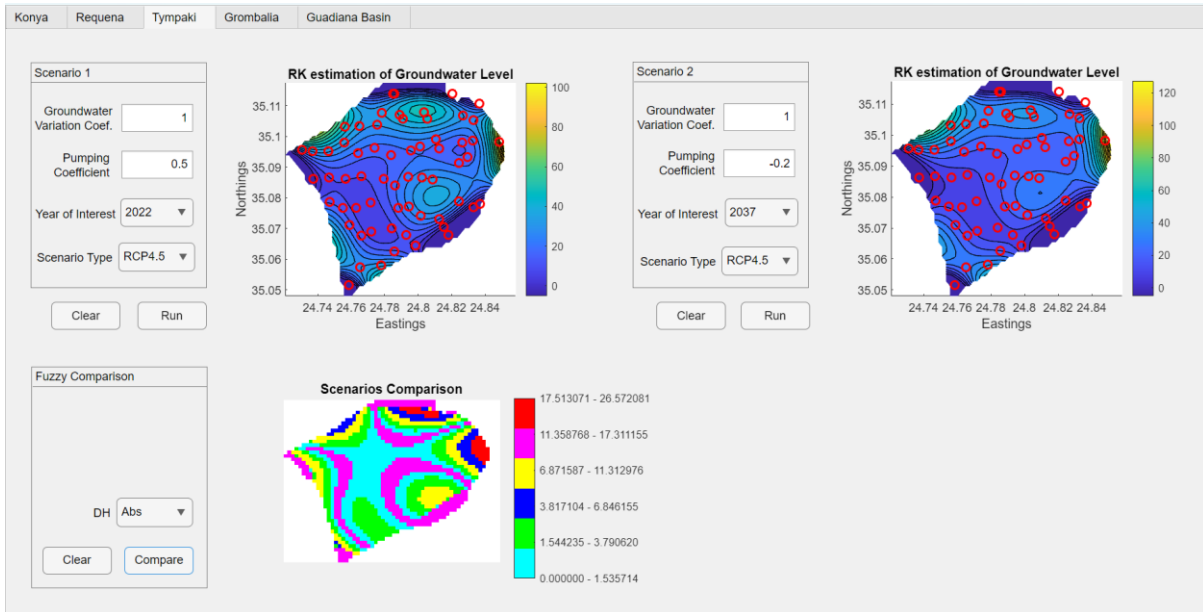 Konya Requena Tympaki Grombalia Guadiana Basin
Scenario 1
Groundwater
Variation Coef.
1
Pumping
Coefficient
0.5
Year of Interest
2022
Scenario Type
RCP4.5
Clear
Run
RK estimation of Groundwater Level
Northings
35.11
35.1
35.09
35.08
35.07
35.06
35.05
24.74 24.76 24.78 24.8 24.82 24.84
Eastings
100
80
60
40
20
0
Scenario 2
Groundwater
Variation Coef.
1
Pumping
Coefficient
-0.2
Year of Interest
2037
Scenario Type
RCP4.5
Clear
Run
RK estimation of Groundwater Level
Northings
35.11
35.1
35.09
35.08
35.07
35.06
35.05
24.74 24.76 24.78 24.8 24.82 24.84
Eastings
120
100
80
60
40
20
0
Fuzzy Comparison
DH
Abs
Clear
Compare
Scenarios Comparison
17.513071 - 26.572081
11.358768 - 17.311155
6.871587 - 11.312976
3.817104 - 6.846155
1.544235 - 3.790620
0.000000 - 1.535714